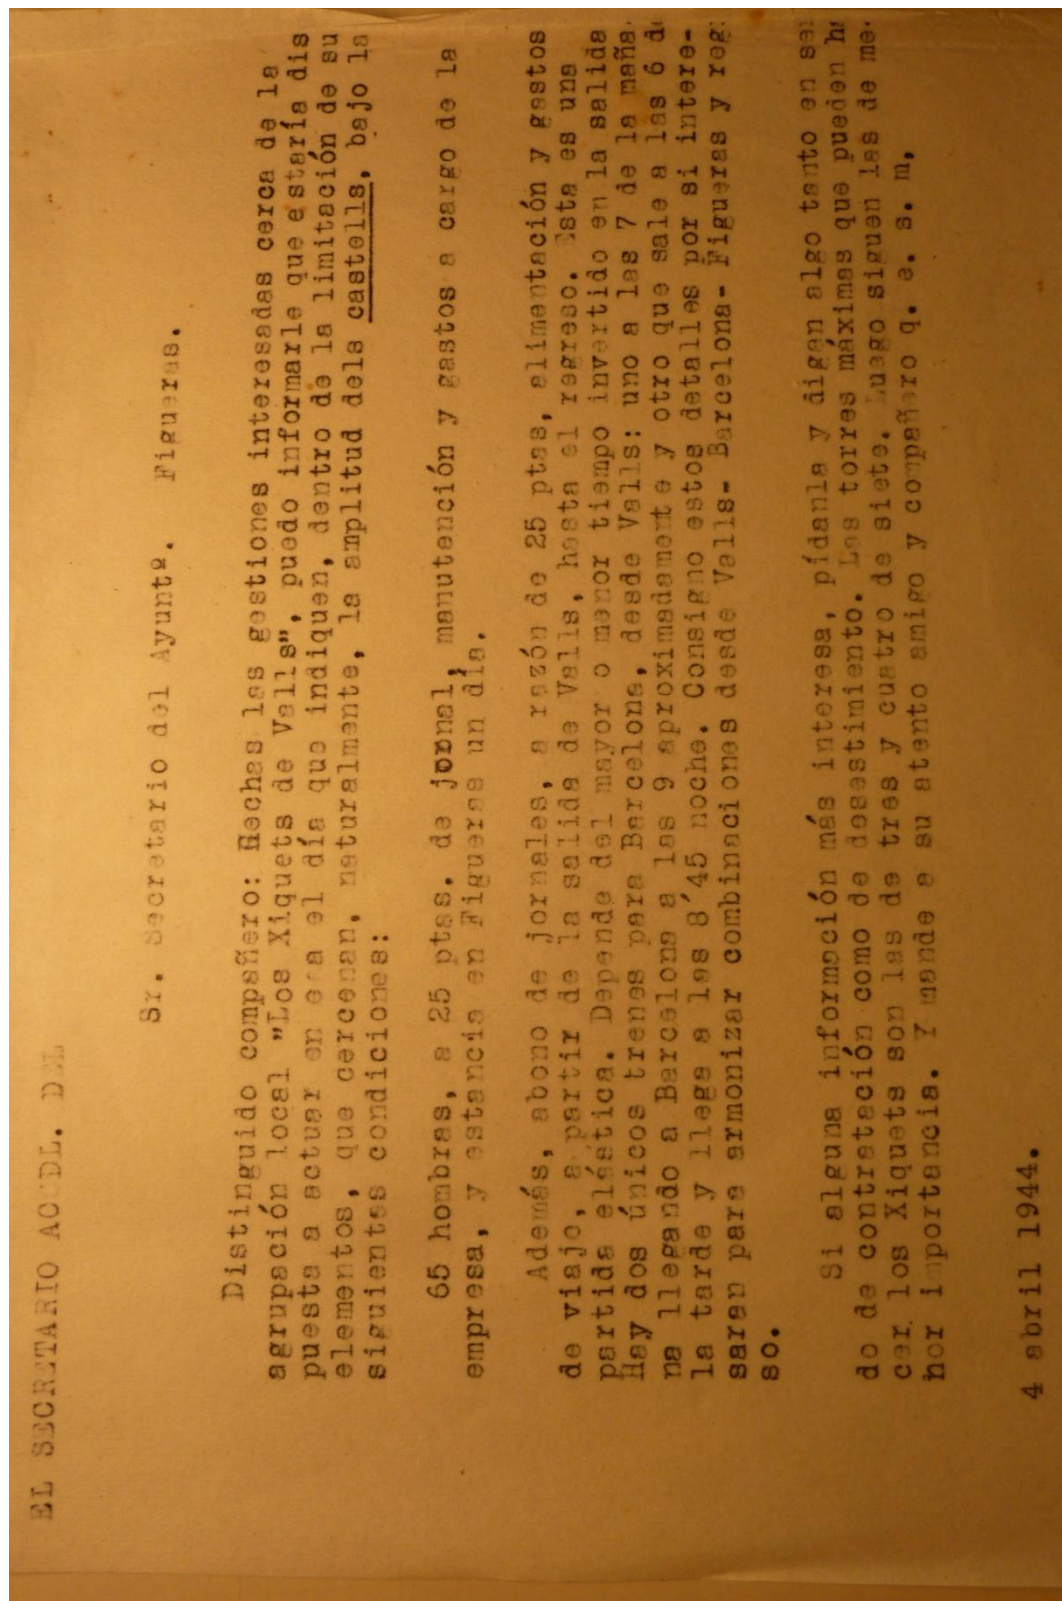 EL SECRETARIO ACCDL. DEL
Sr. Secretario del Ayuntº. Figueras.
Distinguido compañero: Hechas las gestiones interesadas cerca de la
agrupación local "Los Xiquets de Valls", puedo informarle que estaría dis
puesta a actuar en esa el día que indiquen, dentro de la limitación de su
elementos, que cercenan, naturalmente, la amplitud dels castells, bajo la
siguientes condiciones:
65 hombres, a 25 ptas. de jornal, manutención y gastos a cargo de la
empresa, y estancia en Figueras un día.
Además, abono de jornales, a razón de 25 ptas, alimentación y gastos
de viaje, a partir de la salida de Valls, hasta el regreso. Esta es una
partida elástica. Depende del mayor o menor tiempo invertido en la salida
Hay dos únicos trenes para Barcelona, desde Valls: uno a las 7 de la maña
na llegando a Barcelona a las 9 aproximadamente y otro que sale a las 6 de
la tarde y llega a las 8'45 noche. Consigno estos detalles por si intere-
saran para armonizar combinaciones desde Valls- Barcelona- Figueras y regr
so.
Si alguna información más interesa, pídanla y digan algo tanto en sen
do de contratación como de desestimiento. Las torres máximas que pueden ha
cer los Xiquets son las de tres y cuatro de siete. Luego siguen las de me
nor importancia. Y mande a su atento amigo y compañero q. e. s. m,
4 abril 1944.